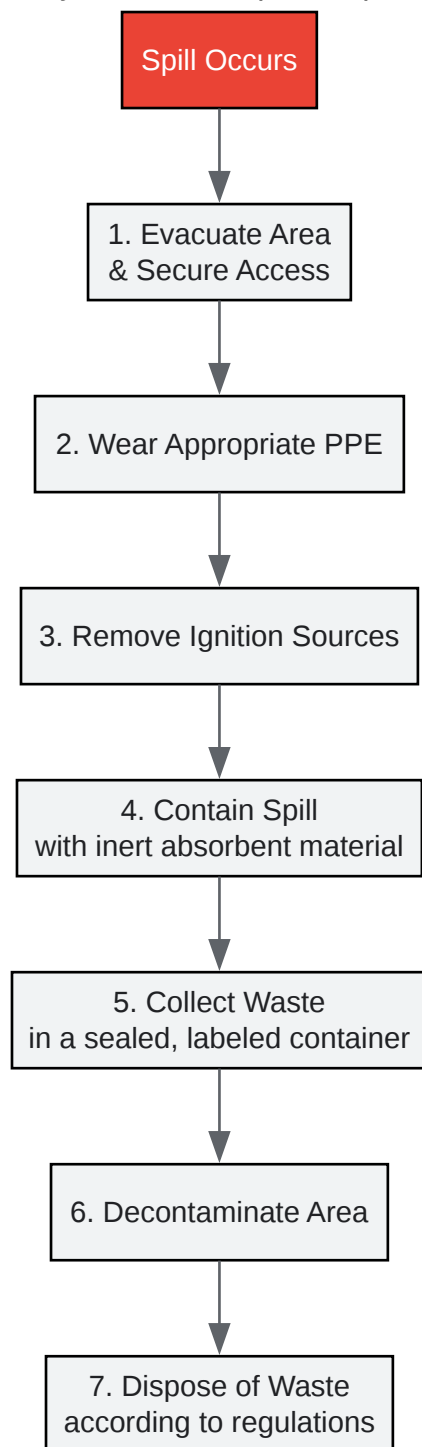 Spill Occurs
1. Evacuate Area
& Secure Access
2. Wear Appropriate PPE
3. Remove Ignition Sources
4. Contain Spill
with inert absorbent material
5. Collect Waste
in a sealed, labeled container
6. Decontaminate Area
7. Dispose of Waste
according to regulations